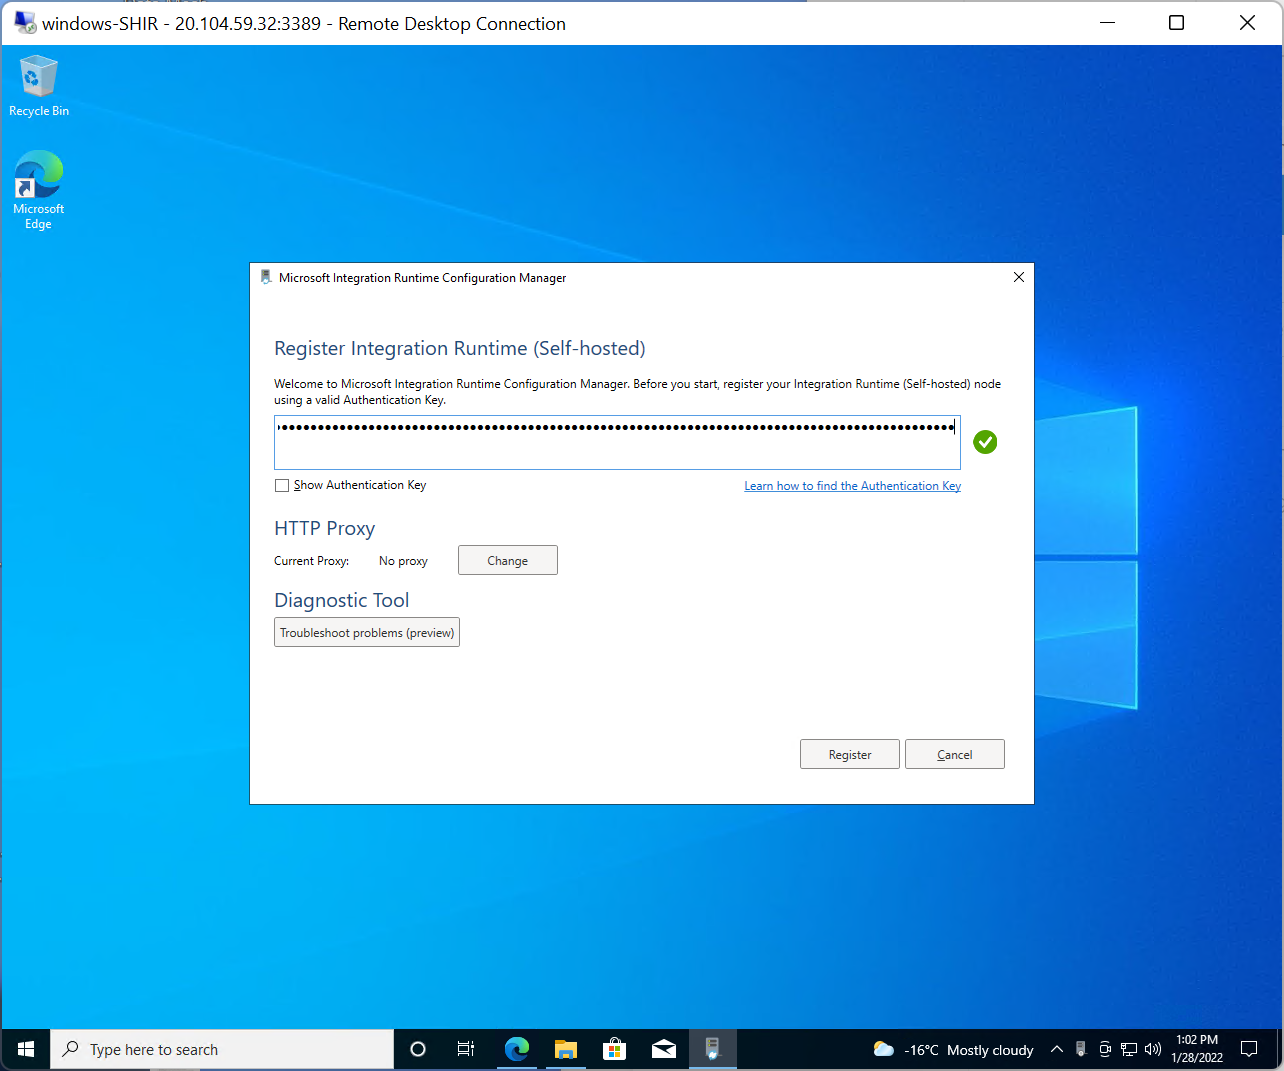 windows-SHIR - 20.104.59.32:3389 - Remote Desktop Connection
Recycle Bin
Microsoft
Edge
Microsoft Integration Runtime Configuration Manager
Register Integration Runtime (Self-hosted)
Welcome to Microsoft Integration Runtime Configuration Manager. Before you start, register your Integration Runtime (Self-hosted) node
using a valid Authentication Key.
Show Authentication Key
Learn how to find the Authentication Key
HTTP Proxy
Current Proxy: No proxy Change
Diagnostic Tool
Troubleshoot problems (preview)
Register Cancel
Type here to search
-16°C Mostly cloudy
1:02 PM
1/28/2022